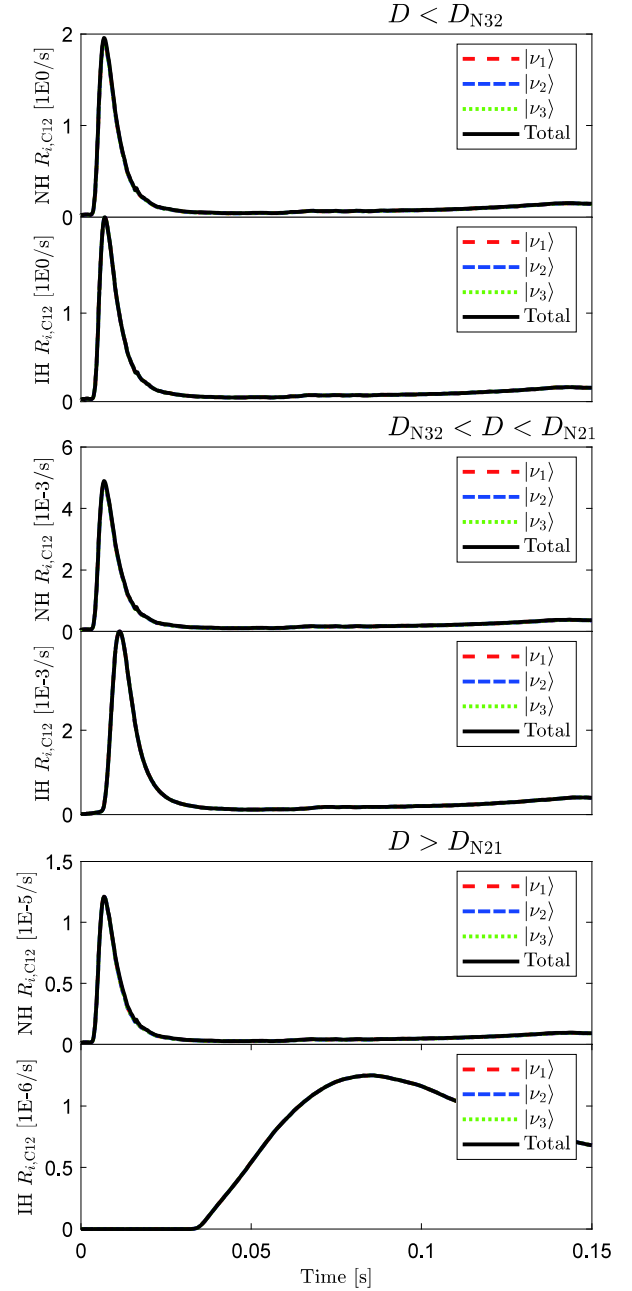 D < D_N32
2
1
0
NH R_i,C12 [1E0/s]
|ν₁⟩
|ν₂⟩
|ν₃⟩
Total
1
0
IH R_i,C12 [1E0/s]
|ν₁⟩
|ν₂⟩
|ν₃⟩
Total
D_N32 < D < D_N21
6
4
2
0
NH R_i,C12 [1E-3/s]
|ν₁⟩
|ν₂⟩
|ν₃⟩
Total
2
0
IH R_i,C12 [1E-3/s]
|ν₁⟩
|ν₂⟩
|ν₃⟩
Total
D > D_N21
1.5
1
0.5
0
NH R_i,C12 [1E-5/s]
|ν₁⟩
|ν₂⟩
|ν₃⟩
Total
1
0.5
0
IH R_i,C12 [1E-6/s]
|ν₁⟩
|ν₂⟩
|ν₃⟩
Total
0 0.05 0.1 0.15
Time [s]